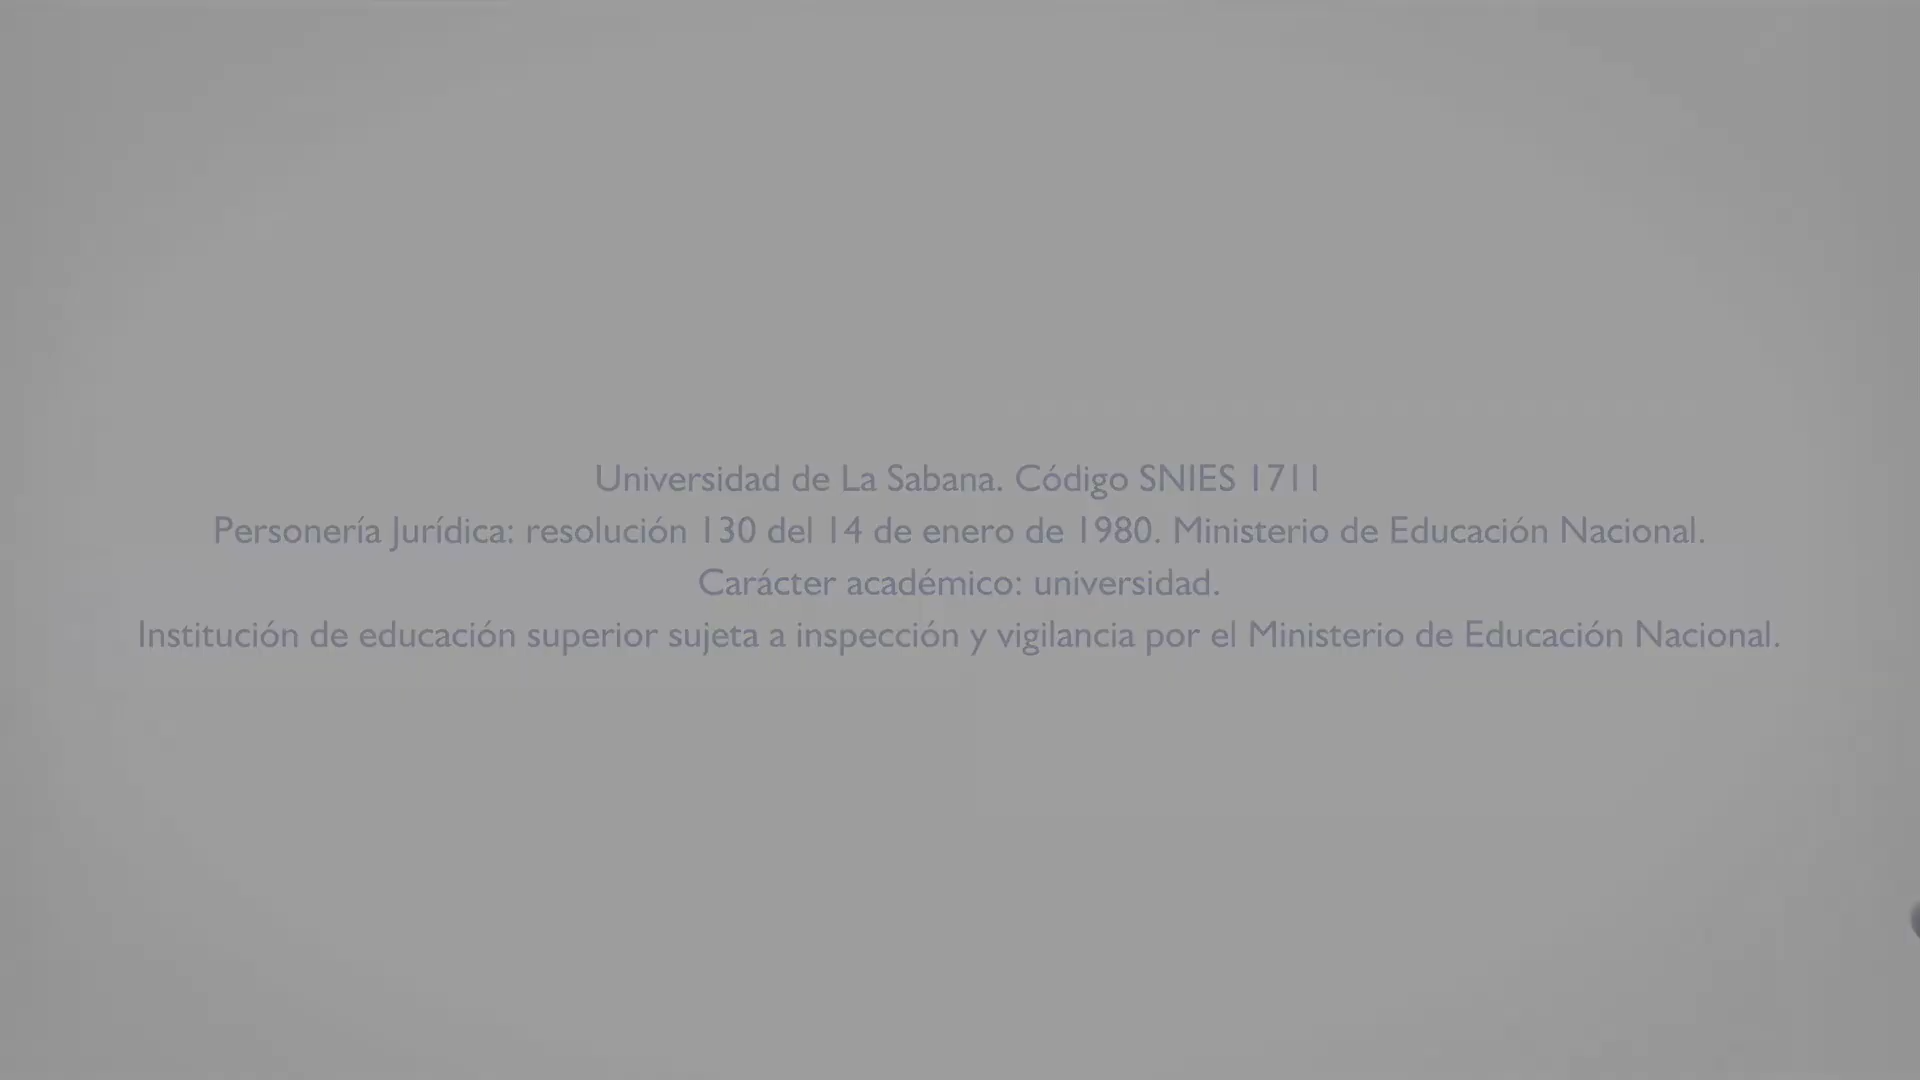 Universidad de La Sabana. Código SNIES 1711
Personería Jurídica: resolución 130 del 14 de enero de 1980. Ministerio de Educación Nacional.
Carácter académico: universidad.
Institución de educación superior sujeta a inspección y vigilancia por el Ministerio de Educación Nacional.